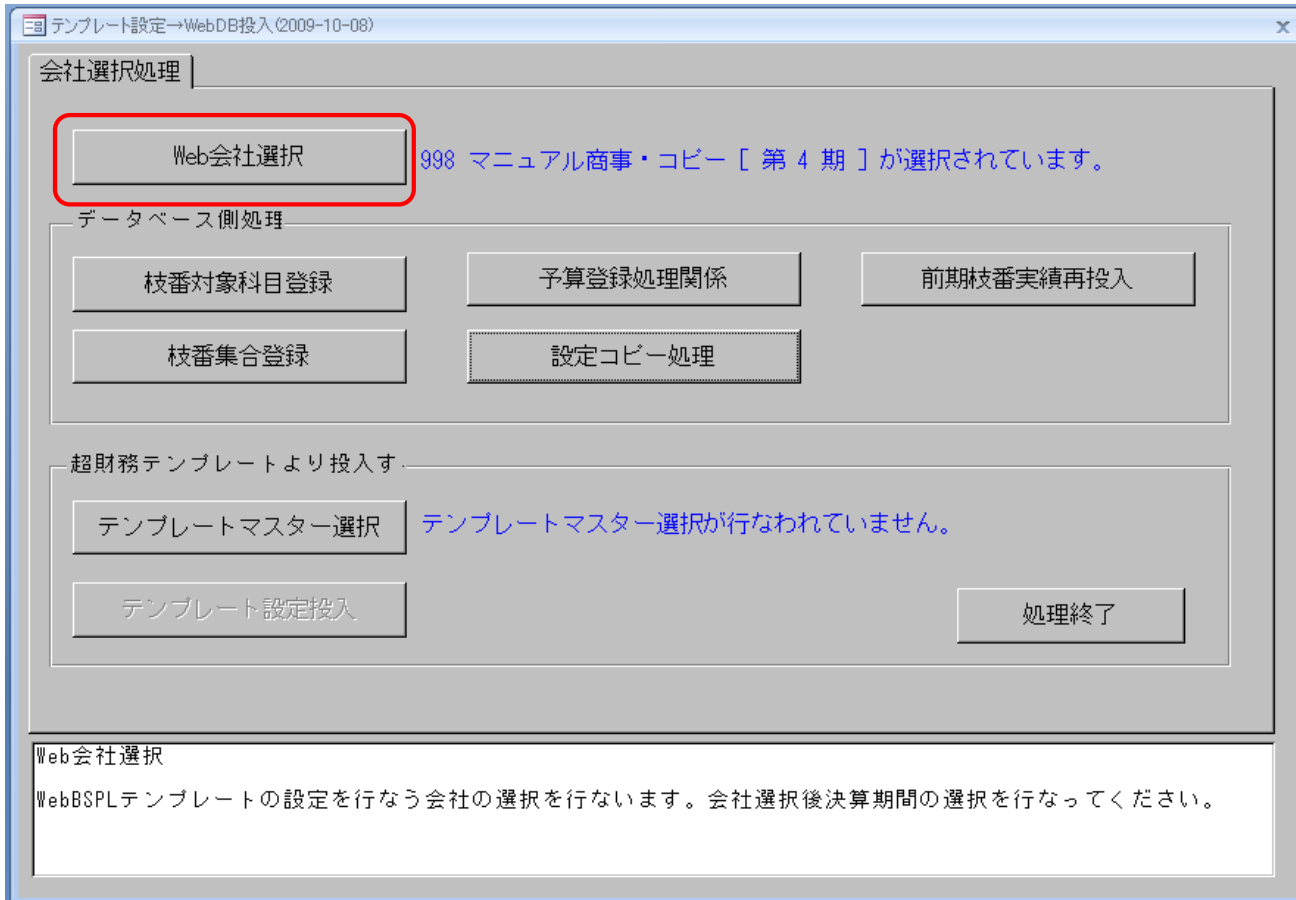 テンプレート設定→WebDB投入(2009-10-08)
x
会社選択処理
Web会社選択
998 マニュアル商事・コピー [ 第 4 期 ] が選択されています。
データベース側処理
枝番対象科目登録
予算登録処理関係
前期枝番実績再投入
枝番集合登録
設定コピー処理
超財務テンプレートより投入す
テンプレートマスター選択
テンプレートマスター選択が行なわれていません。
テンプレート設定投入
処理終了
Web会社選択
WebBSPLテンプレートの設定を行なう会社の選択を行ないます。会社選択後決算期間の選択を行なってください。